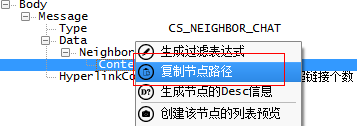 Body
Message
Type CS_NEIGHBOR_CHAT
Data
Neighbor
Conte
HyperlinkCo
链接个数
生成过滤表达式
复制节点路径
生成节点的Desc信息
创建该节点的列表预览